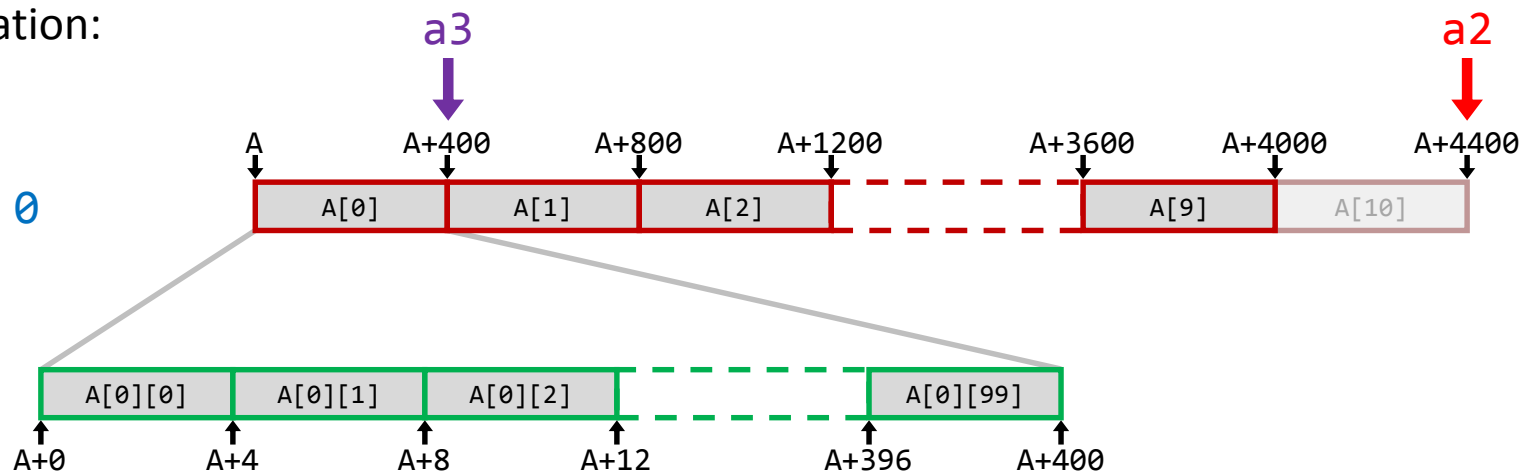 ation:
a3 a2
A A+400 A+800 A+1200 A+3600 A+4000 A+4400
0 A[0] A[1] A[2] A[9] A[10]
A[0][0] A[0][1] A[0][2] A[0][99]
A+0 A+4 A+8 A+12 A+396 A+400